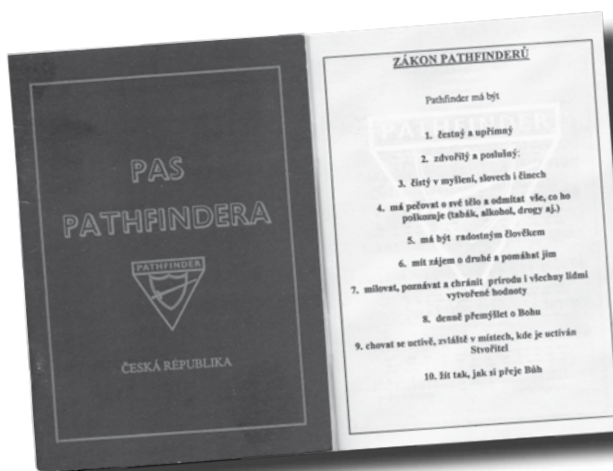 PAS
PATHFINDERA
PATHFINDER
ČESKÁ REPUBLIKA
ZÁKON PATHFINDERŮ
Pathfinder má být
PATHFINDER
1. čestný a upřímný
2. zdvořilý a poslušný.
3. čistý v myšlení, slovech i činech
4. má pečovat o své tělo a odmítat vše, co ho
poškozuje (tabák, alkohol, drogy aj.)
5. má být radostným člověkem
6. mít zájem o druhé a pomáhat jim
7. milovat, poznávat a chránit přírodu i všechny lidmi
vytvořené hodnoty
8. denně přemýšlet o Bohu
9. chovat se uctivě, zvláště v místech, kde je uctíván
Stvořitel
10. žít tak, jak si přeje Bůh